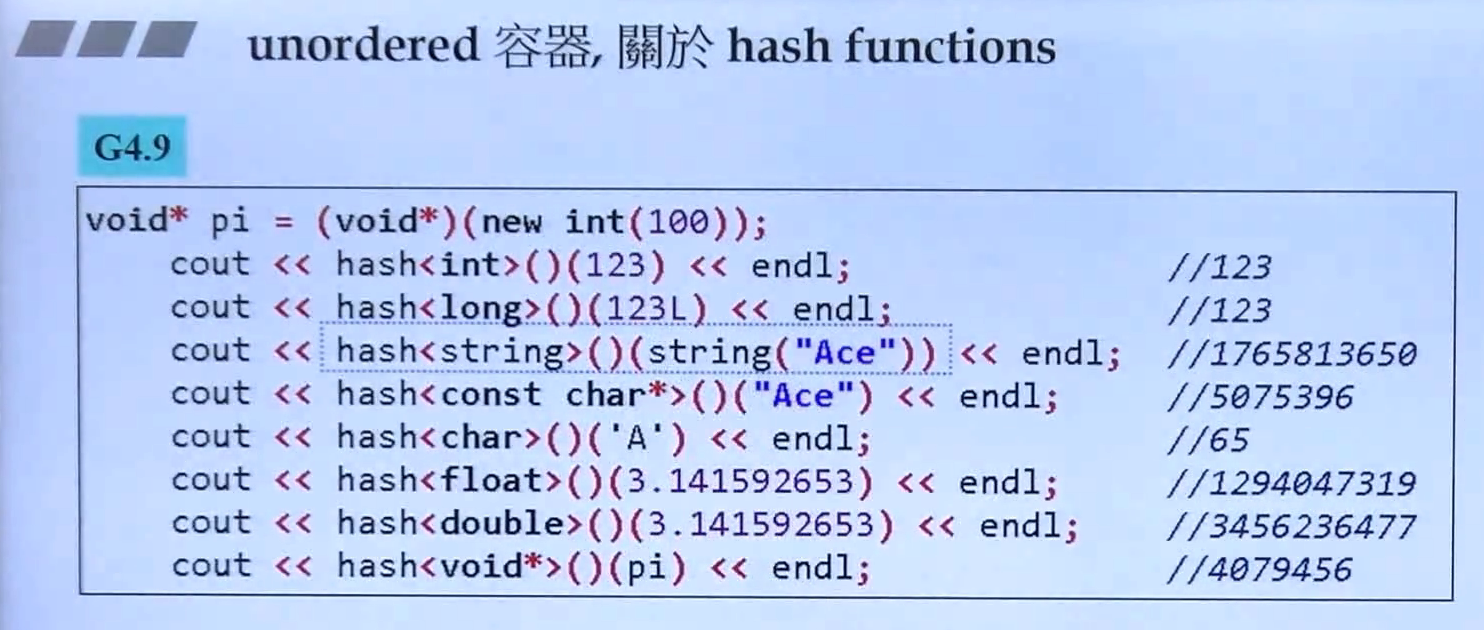 unordered 容器, 關於 hash functions
G4.9
void* pi = (void*)(new int(100));
cout << hash<int>()(123) << endl; //123
cout << hash<long>()(123L) << endl; //123
cout << hash<string>()(string("Ace")) << endl; //1765813650
cout << hash<const char*>()("Ace") << endl; //5075396
cout << hash<char>()('A') << endl; //65
cout << hash<float>()(3.141592653) << endl; //1294047319
cout << hash<double>()(3.141592653) << endl; //3456236477
cout << hash<void*>()(pi) << endl; //4079456